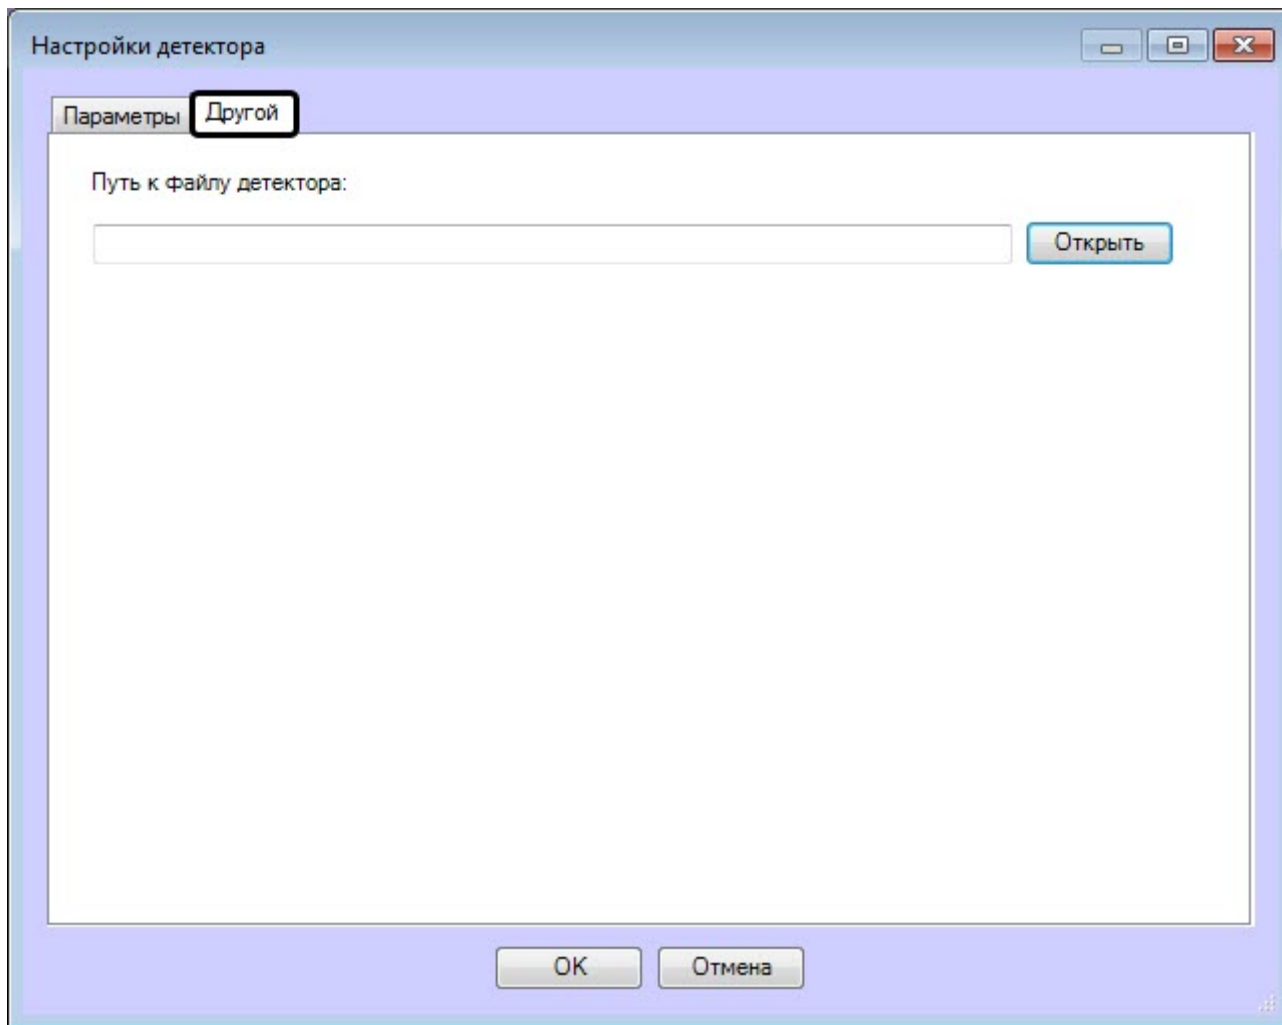 Настройки детектора
Параметры Другой
Путь к файлу детектора:
Открыть
OK Отмена